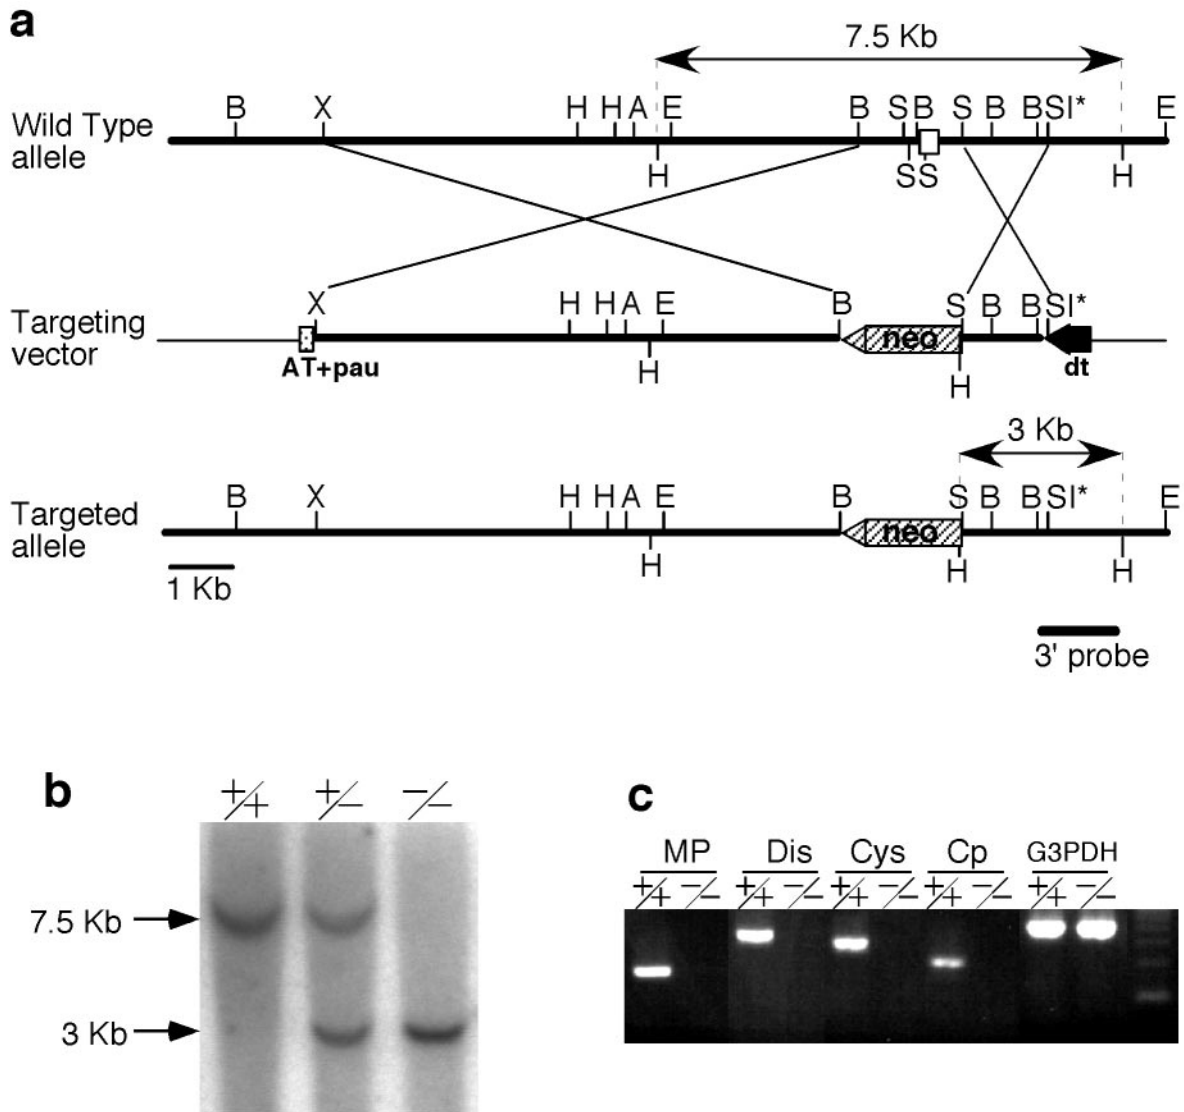 a
7.5 Kb
B X H H A E B S B S B B SI* E
Wild Type
allele
H S S H
X H H A E B S B B SI*
Targeting
vector
neo
AT+pau
H H dt
3 Kb
B X H H A E B S B B SI* E
Targeted
allele
neo
H H H
1 Kb
3' probe
b
+/+ +/− −/−
7.5 Kb
3 Kb
c
MP Dis Cys Cp G3PDH
+/+ −/− +/+ −/− +/+ −/− +/+ −/− +/+ −/−